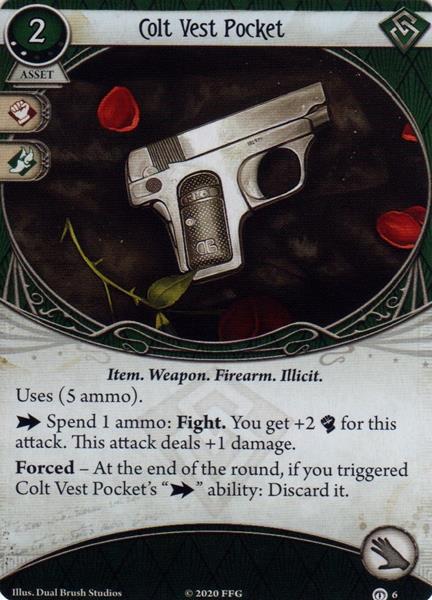 2
Colt Vest Pocket
ASSET
Item. Weapon. Firearm. Illicit.
Uses (5 ammo).
Spend 1 ammo: Fight. You get +2 for this
attack. This attack deals +1 damage.
Forced – At the end of the round, if you triggered
Colt Vest Pocket's “ ” ability: Discard it.
Illus. Dual Brush Studios
© 2020 FFG
6